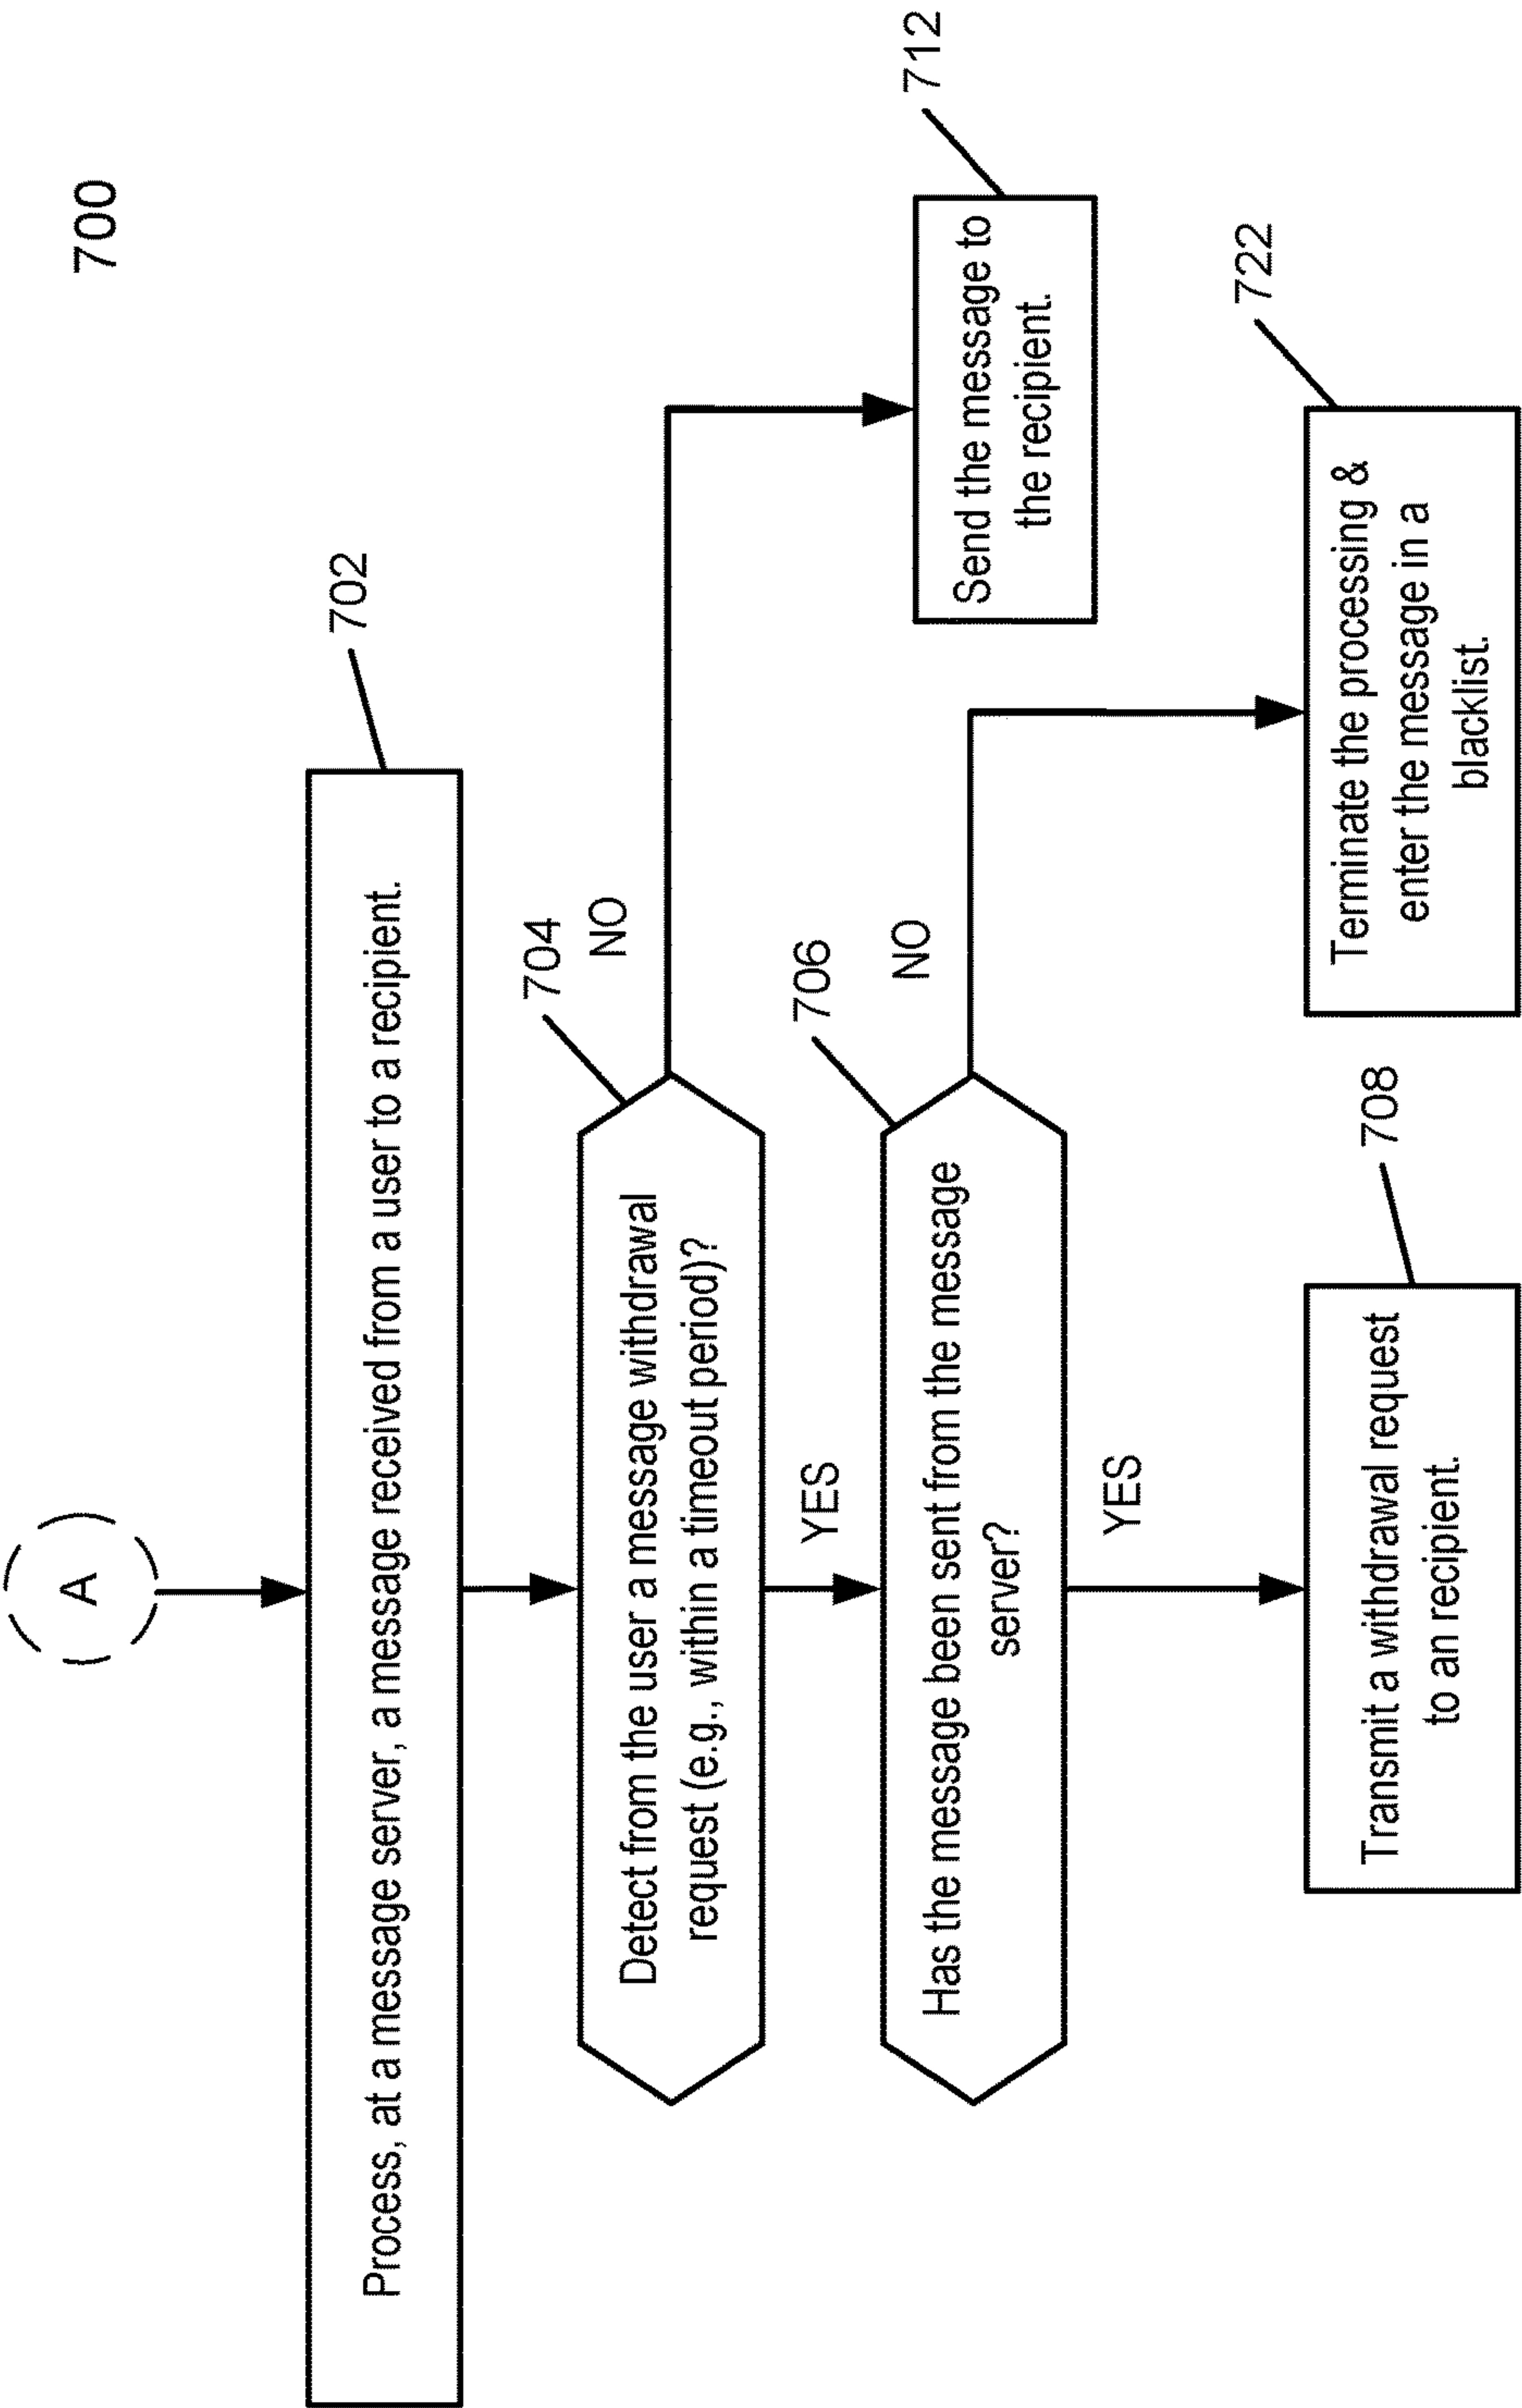 700
A
702
Process, at a message server, a message received from a user to a recipient.
704
Detect from the user a message withdrawal
request (e.g., within a timeout period)?
NO
YES
712
Send the message to
the recipient.
706
Has the message been sent from the message
server?
NO
YES
722
Terminate the processing &
enter the message in a
blacklist.
708
Transmit a withdrawal request
to an recipient.